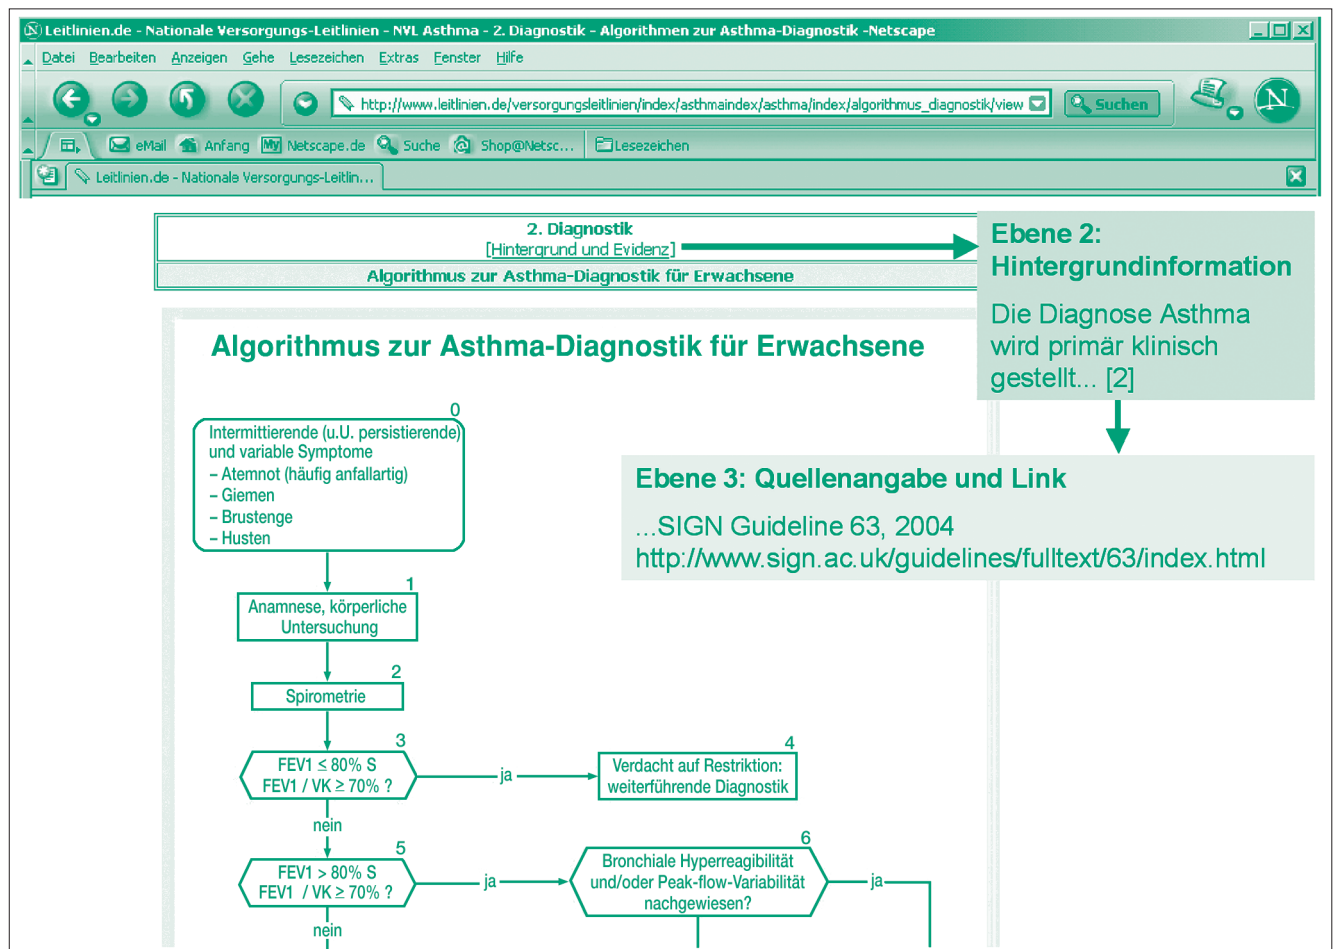 Leitlinien.de - Nationale Versorgungs-Leitlinien - NVL Asthma - 2. Diagnostik - Algorithmen zur Asthma-Diagnostik -Netscape
Datei Bearbeiten Anzeigen Gehe Lesezeichen Extras Fenster Hilfe
http://www.leitlinien.de/versorgungsleitlinien/index/asthmaindex/asthma/index/algorithmus_diagnostik/view
Suchen
N
eMail Anfang My Netscape.de Suche Shop@Netsc... Lesezeichen
Leitlinien.de - Nationale Versorgungs-Leitlin...
2. Diagnostik
[Hintergrund und Evidenz]
Algorithmus zur Asthma-Diagnostik für Erwachsene
Ebene 2:
Hintergrundinformation
Die Diagnose Asthma
wird primär klinisch
gestellt... [2]
Ebene 3: Quellenangabe und Link
...SIGN Guideline 63, 2004
http://www.sign.ac.uk/guidelines/fulltext/63/index.html
Algorithmus zur Asthma-Diagnostik für Erwachsene
0
Intermittierende (u.U. persistierende)
und variable Symptome
– Atemnot (häufig anfallartig)
– Giemen
– Brustenge
– Husten
1
Anamnese, körperliche
Untersuchung
2
Spirometrie
3
FEV1 ≤ 80% S
FEV1 / VK ≥ 70% ?
ja
4
Verdacht auf Restriktion:
weiterführende Diagnostik
nein
5
FEV1 > 80% S
FEV1 / VK ≥ 70% ?
ja
6
Bronchiale Hyperreagibilität
und/oder Peak-flow-Variabilität
nachgewiesen?
ja
nein